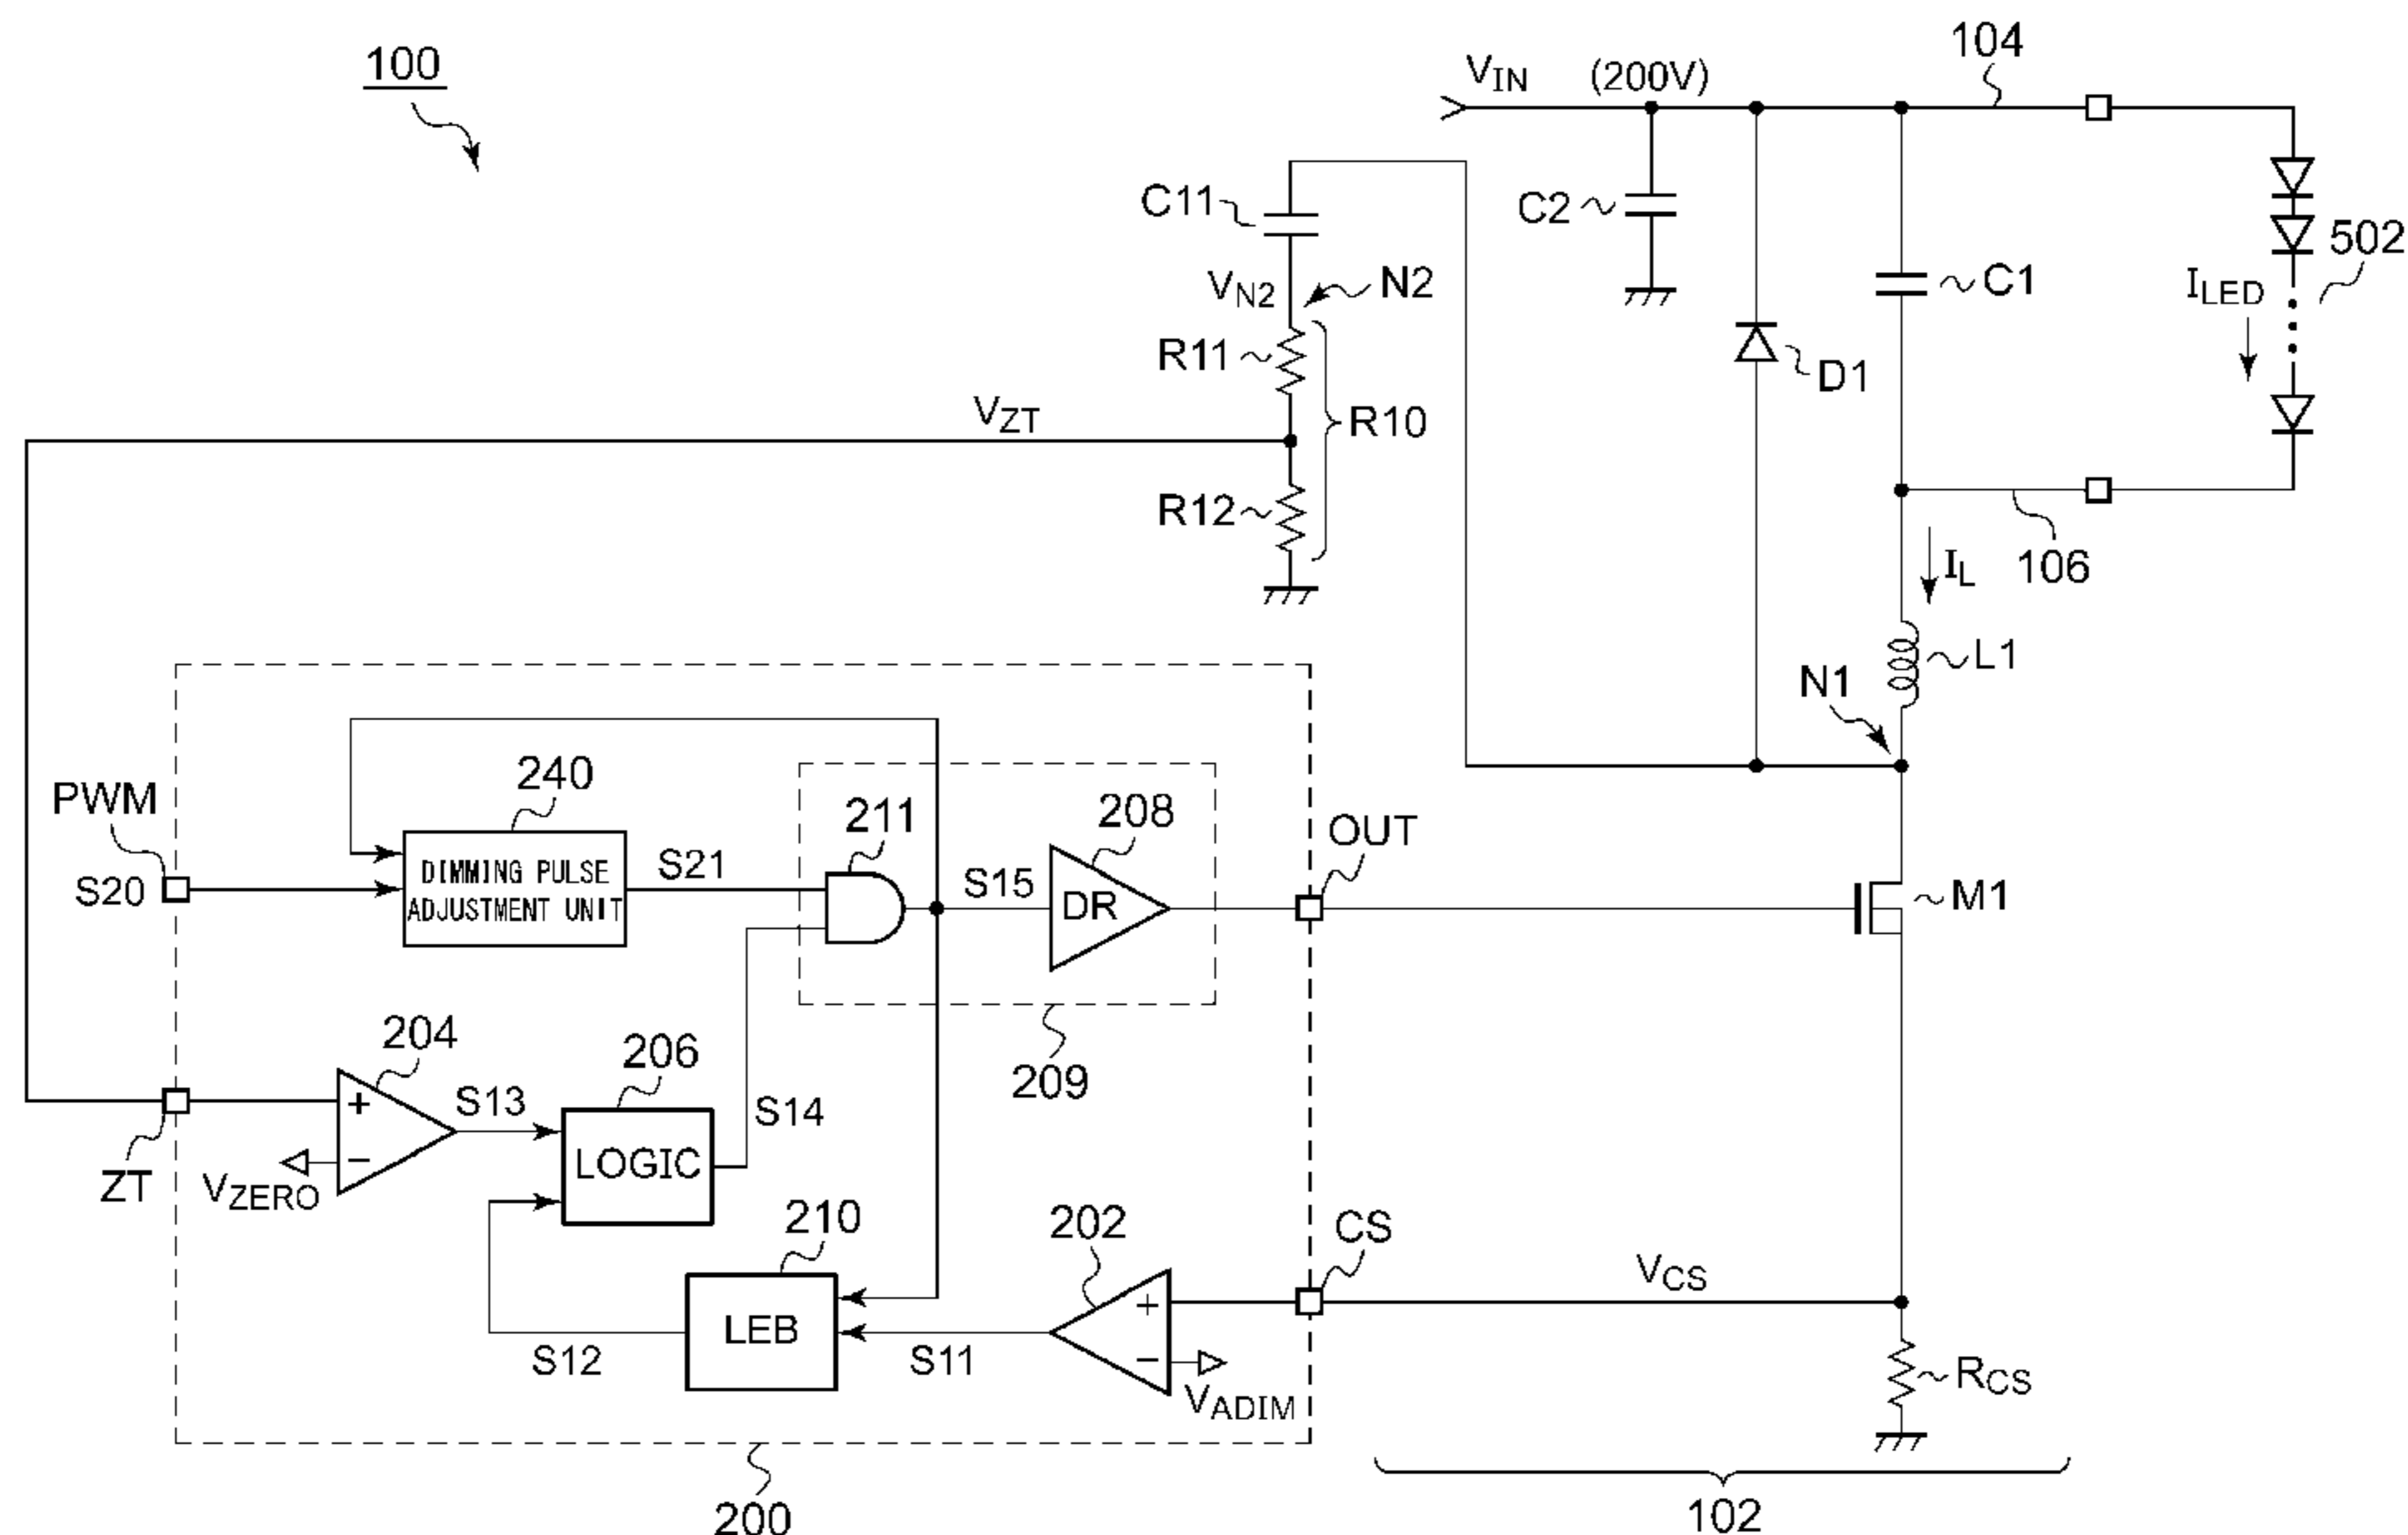 100
104
VIN (200V)
C11
C2
C1
ILED
502
VN2
N2
R11
D1
VZT
R10
R12
106
IL
L1
N1
240
211
208
PWM
OUT
S20
DIMMING PULSE
ADJUSTMENT UNIT
S21
S15
DR
M1
204
206
209
S13
S14
ZT
VZERO
LOGIC
210
202
CS
VCS
LEB
S12
S11
VADIM
RCS
200
102